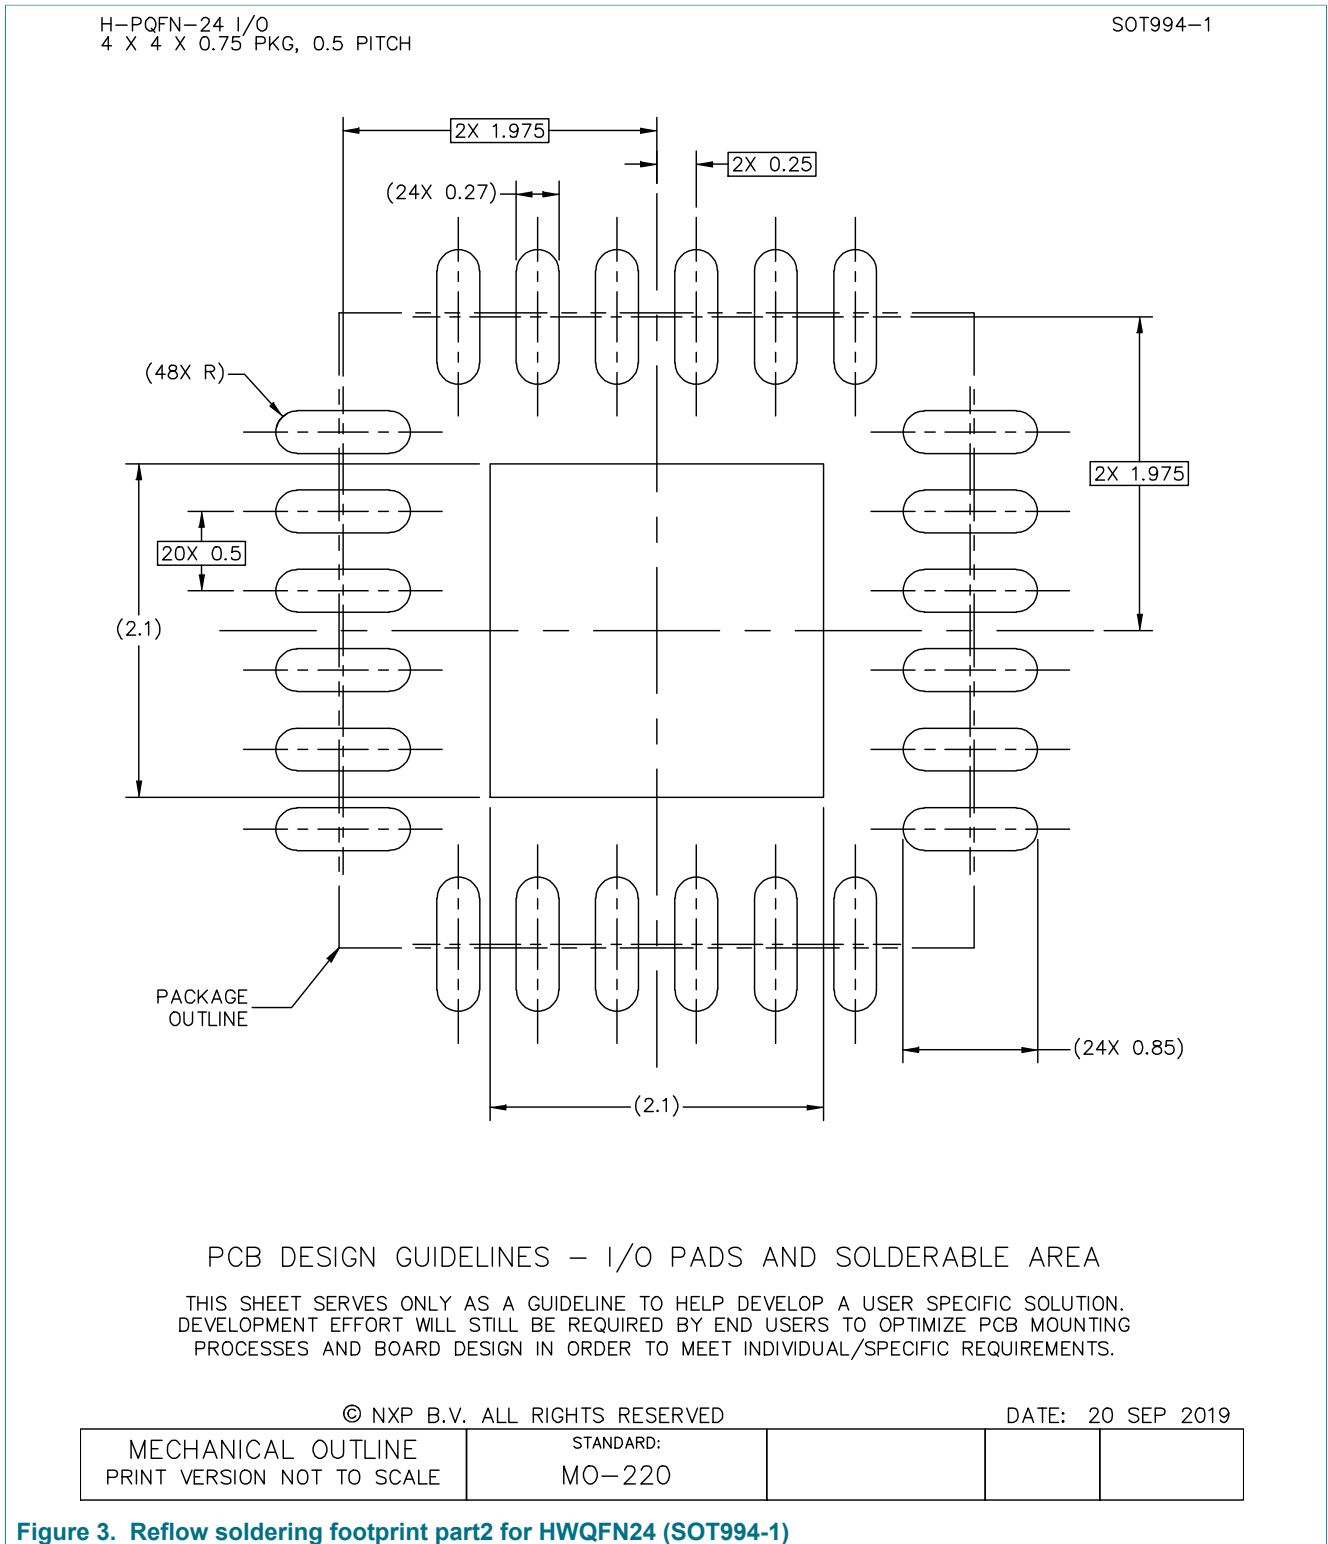 H-PQFN-24 I/O
4 X 4 X 0.75 PKG, 0.5 PITCH
SOT994-1
2X 1.975
2X 0.25
(24X 0.27)
(48X R)
2X 1.975
20X 0.5
(2.1)
PACKAGE
OUTLINE
(24X 0.85)
(2.1)
PCB DESIGN GUIDELINES - I/O PADS AND SOLDERABLE AREA
THIS SHEET SERVES ONLY AS A GUIDELINE TO HELP DEVELOP A USER SPECIFIC SOLUTION.
DEVELOPMENT EFFORT WILL STILL BE REQUIRED BY END USERS TO OPTIMIZE PCB MOUNTING
PROCESSES AND BOARD DESIGN IN ORDER TO MEET INDIVIDUAL/SPECIFIC REQUIREMENTS.
© NXP B.V. ALL RIGHTS RESERVED
DATE: 20 SEP 2019
MECHANICAL OUTLINE
PRINT VERSION NOT TO SCALE
STANDARD:
MO-220
Figure 3. Reflow soldering footprint part2 for HWQFN24 (SOT994-1)